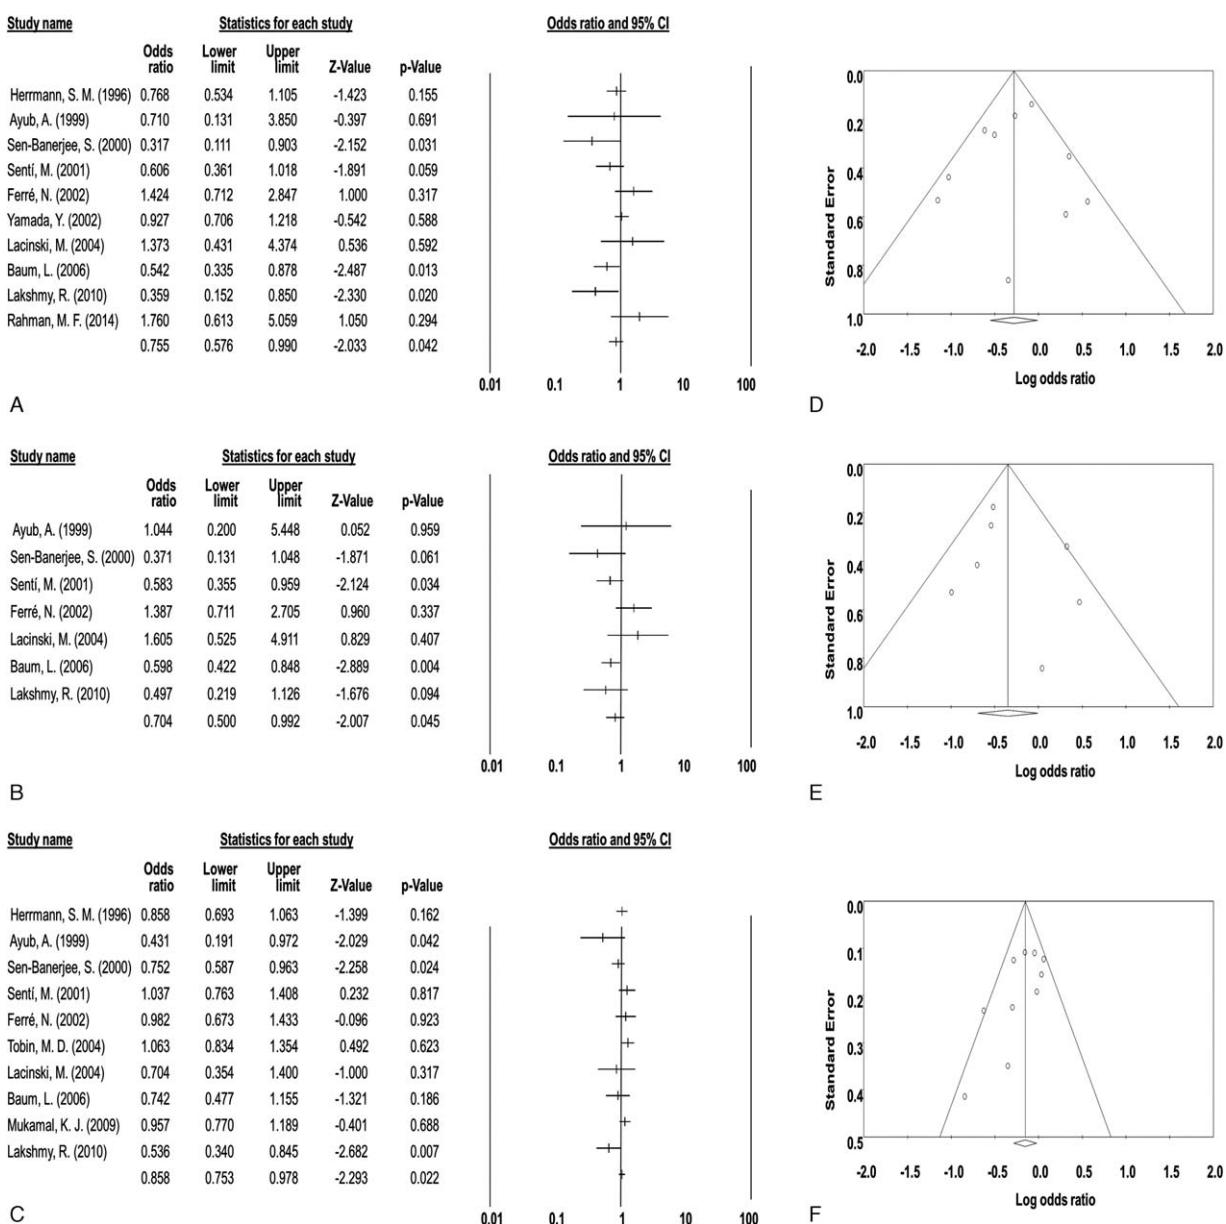 Study name Statistics for each study Odds ratio and 95% CI
Odds ratio Lower limit Upper limit Z-Value p-Value
Herrmann, S. M. (1996) 0.768 0.534 1.105 -1.423 0.155
Ayub, A. (1999) 0.710 0.131 3.850 -0.397 0.691
Sen-Banerjee, S. (2000) 0.317 0.111 0.903 -2.152 0.031
Sentí, M. (2001) 0.606 0.361 1.018 -1.891 0.059
Ferré, N. (2002) 1.424 0.712 2.847 1.000 0.317
Yamada, Y. (2002) 0.927 0.706 1.218 -0.542 0.588
Lacinski, M. (2004) 1.373 0.431 4.374 0.536 0.592
Baum, L. (2006) 0.542 0.335 0.878 -2.487 0.013
Lakshmy, R. (2010) 0.359 0.152 0.850 -2.330 0.020
Rahman, M. F. (2014) 1.760 0.613 5.059 1.050 0.294
0.755 0.576 0.990 -2.033 0.042
0.01 0.1 1 10 100
A
0.0
0.2
0.4
0.6
0.8
1.0
Standard Error
-2.0 -1.5 -1.0 -0.5 0.0 0.5 1.0 1.5 2.0
Log odds ratio
D
Study name Statistics for each study Odds ratio and 95% CI
Odds ratio Lower limit Upper limit Z-Value p-Value
Ayub, A. (1999) 1.044 0.200 5.448 0.052 0.959
Sen-Banerjee, S. (2000) 0.371 0.131 1.048 -1.871 0.061
Sentí, M. (2001) 0.583 0.355 0.959 -2.124 0.034
Ferré, N. (2002) 1.387 0.711 2.705 0.960 0.337
Lacinski, M. (2004) 1.605 0.525 4.911 0.829 0.407
Baum, L. (2006) 0.598 0.422 0.848 -2.889 0.004
Lakshmy, R. (2010) 0.497 0.219 1.126 -1.676 0.094
0.704 0.500 0.992 -2.007 0.045
0.01 0.1 1 10 100
B
0.0
0.2
0.4
0.6
0.8
1.0
Standard Error
-2.0 -1.5 -1.0 -0.5 0.0 0.5 1.0 1.5 2.0
Log odds ratio
E
Study name Statistics for each study Odds ratio and 95% CI
Odds ratio Lower limit Upper limit Z-Value p-Value
Herrmann, S. M. (1996) 0.858 0.693 1.063 -1.399 0.162
Ayub, A. (1999) 0.431 0.191 0.972 -2.029 0.042
Sen-Banerjee, S. (2000) 0.752 0.587 0.963 -2.258 0.024
Sentí, M. (2001) 1.037 0.763 1.408 0.232 0.817
Ferré, N. (2002) 0.982 0.673 1.433 -0.096 0.923
Tobin, M. D. (2004) 1.063 0.834 1.354 0.492 0.623
Lacinski, M. (2004) 0.704 0.354 1.400 -1.000 0.317
Baum, L. (2006) 0.742 0.477 1.155 -1.321 0.186
Mukamal, K. J. (2009) 0.957 0.770 1.189 -0.401 0.688
Lakshmy, R. (2010) 0.536 0.340 0.845 -2.682 0.007
0.858 0.753 0.978 -2.293 0.022
0.01 0.1 1 10 100
C
0.0
0.1
0.2
0.3
0.4
0.5
Standard Error
-2.0 -1.5 -1.0 -0.5 0.0 0.5 1.0 1.5 2.0
Log odds ratio
F